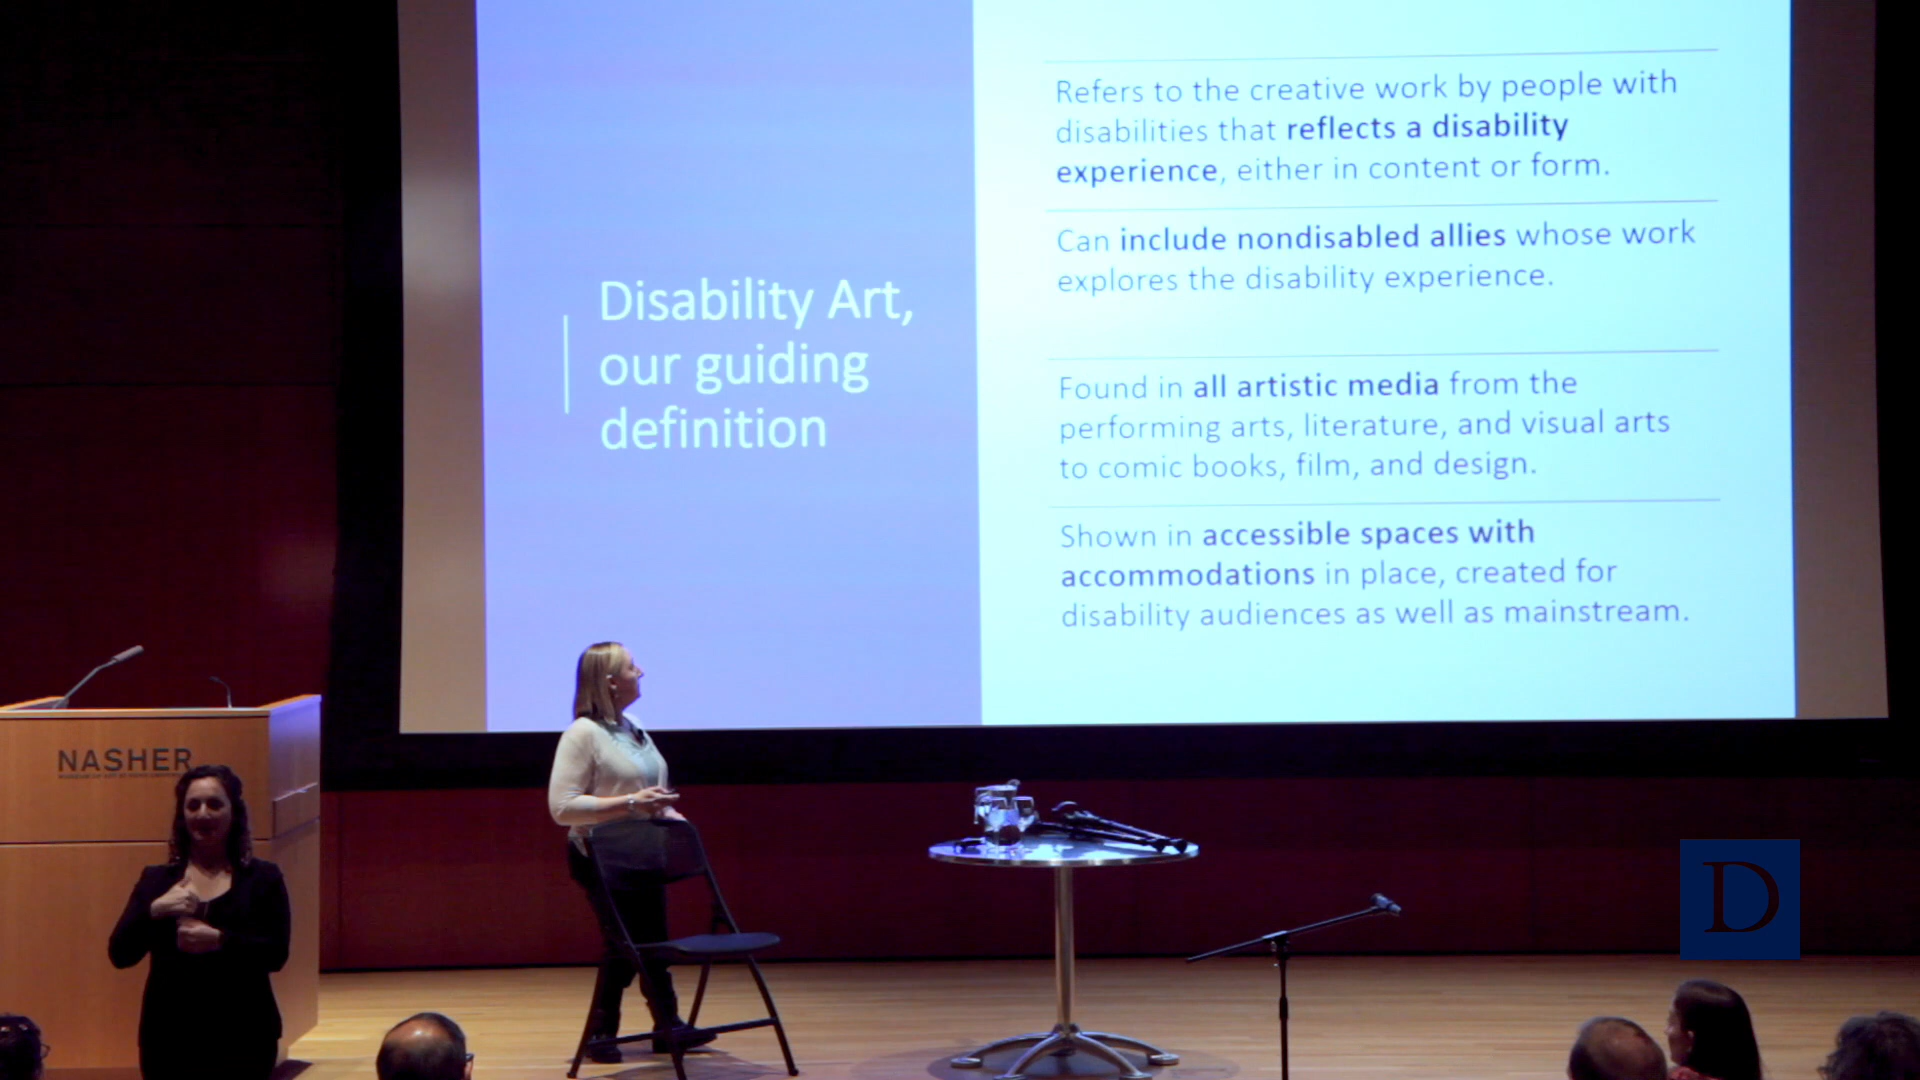 Disability Art,
our guiding
definition
Refers to the creative work by people with
disabilities that reflects a disability
experience, either in content or form.
Can include nondisabled allies whose work
explores the disability experience.
Found in all artistic media from the
performing arts, literature, and visual arts
to comic books, film, and design.
Shown in accessible spaces with
accommodations in place, created for
disability audiences as well as mainstream.
NASHER
D